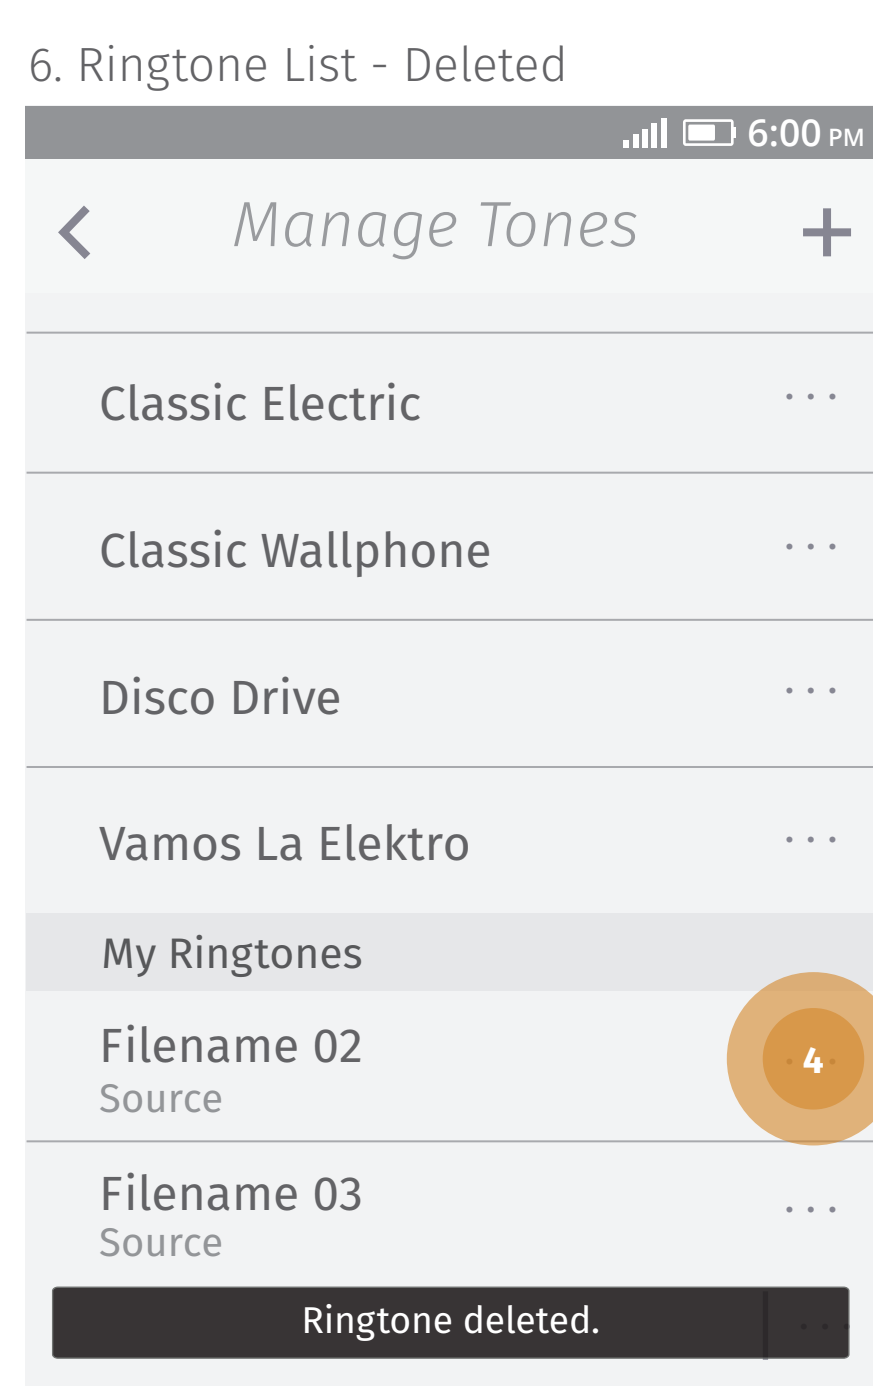 6. Ringtone List - Deleted
6:00 PM
Manage Tones
Classic Electric
...
Classic Wallphone
...
Disco Drive
...
Vamos La Elektro
...
My Ringtones
Filename 02
4
Source
Filename 03
...
Source
Ringtone deleted.